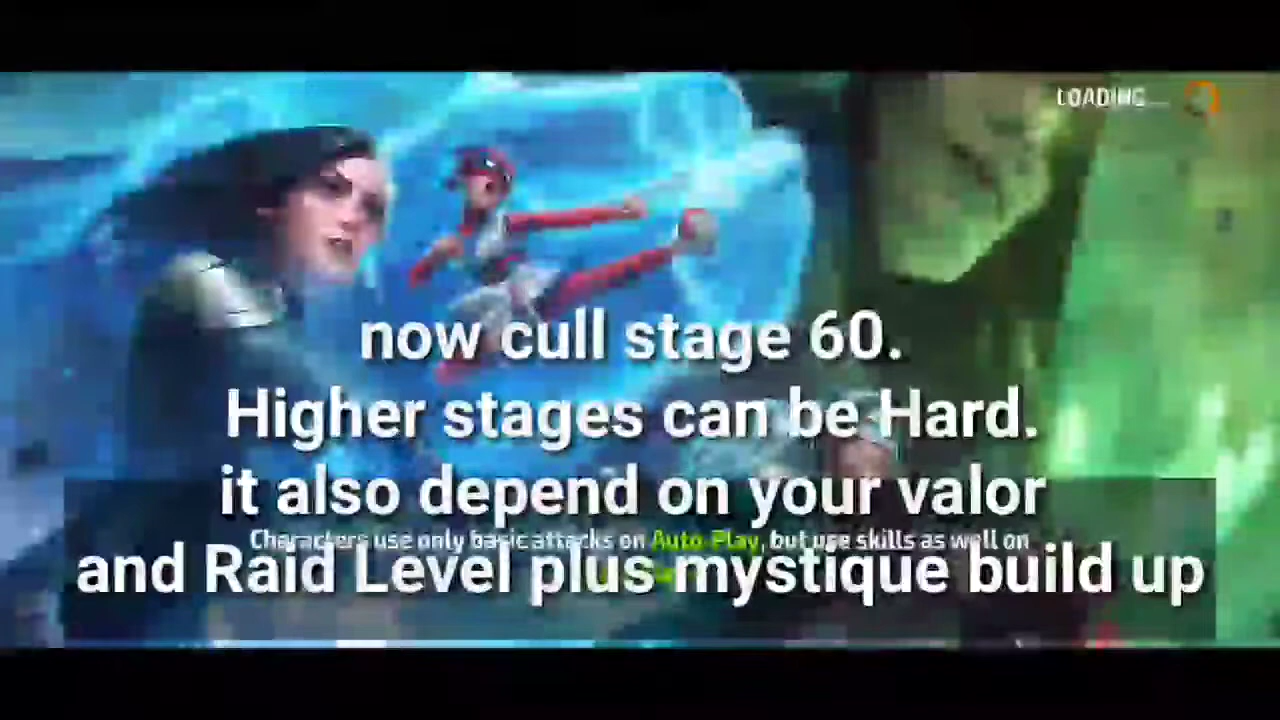 LOADING...
now cull stage 60.
Higher stages can be Hard.
it also depend on your valor
Characters use only basic attacks on Auto-Play, but use skills as well on
and Raid Level plus mystique build up